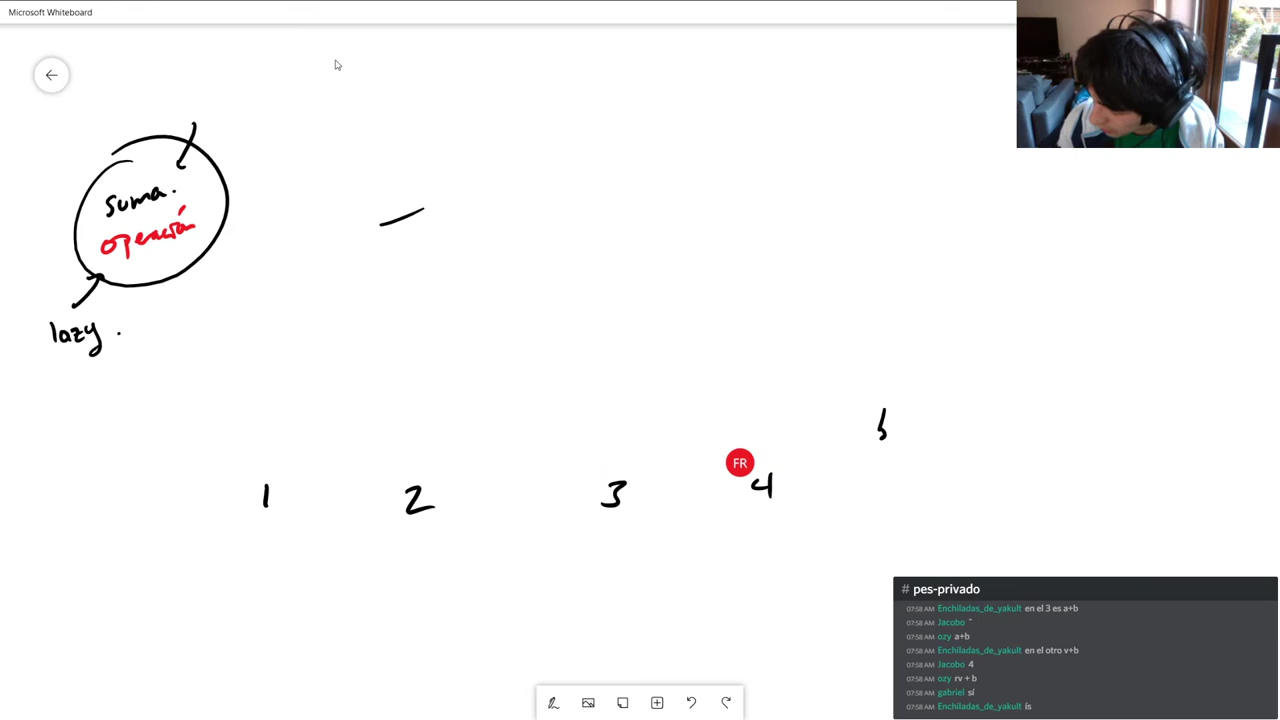 Microsoft Whiteboard
suma.
operación
lazy.
1 2 3 4
FR
# pes-privado
07:58 AM Enchiladas_de_yakult en el 3 es a+b
07:58 AM Jacobo ^
07:58 AM ozy a+b
07:58 AM Enchiladas_de_yakult en el otro v+b
07:58 AM Jacobo 4
07:58 AM ozy rv + b
07:58 AM gabriel sí
07:58 AM Enchiladas_de_yakult ís